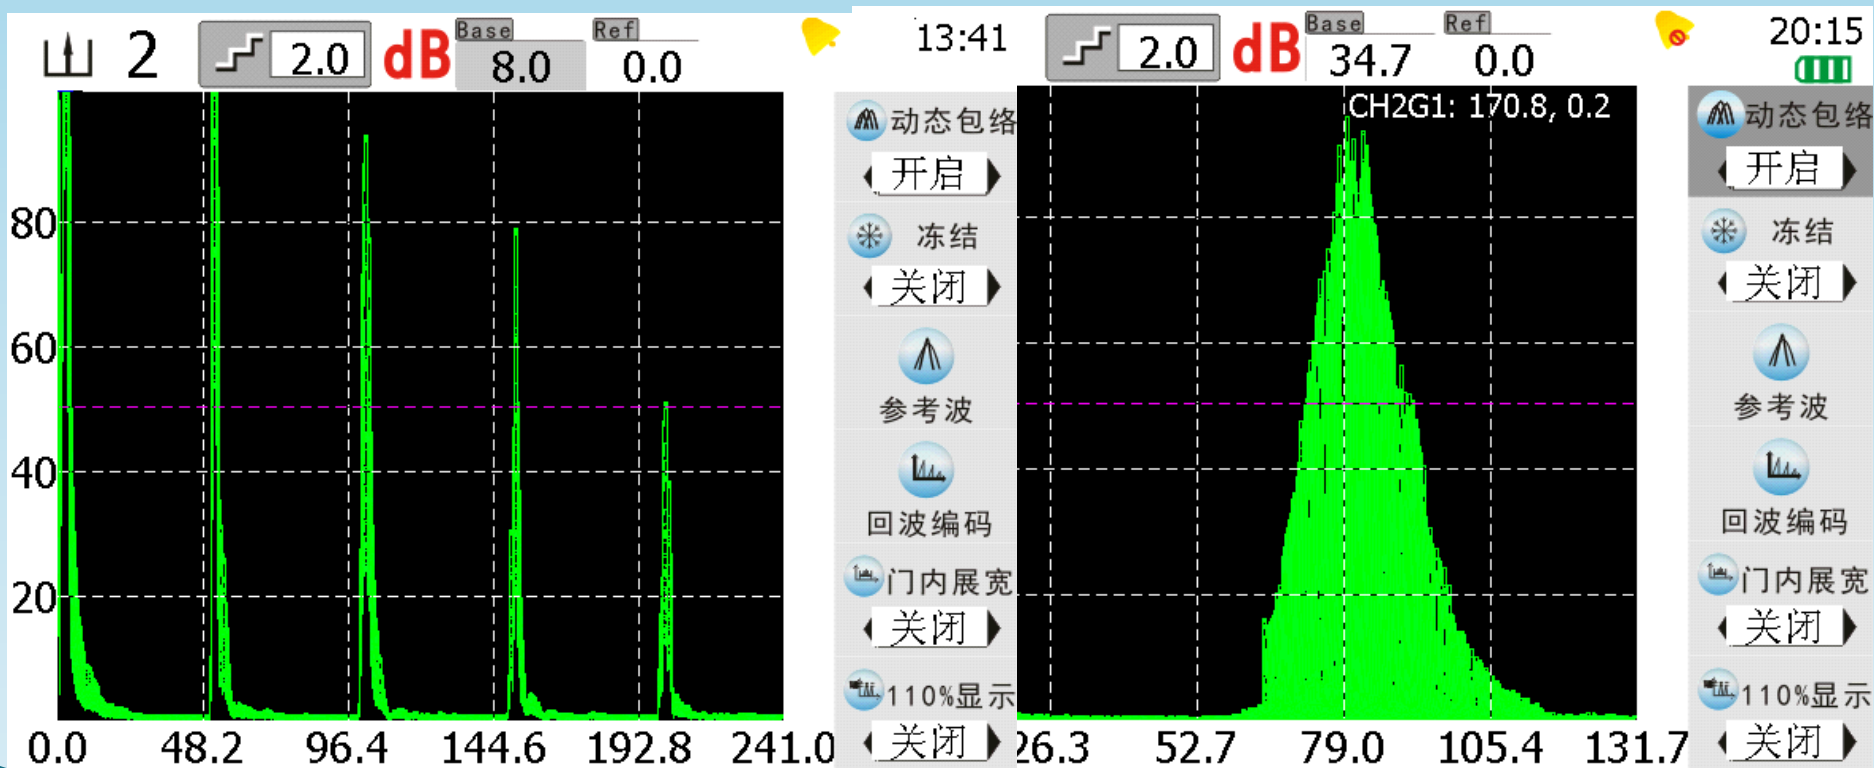 2
2.0
dB
Base
8.0
Ref
0.0
13:41
80
60
40
20
0.0 48.2 96.4 144.6 192.8 241.0
动态包络
开启
冻结
关闭
参考波
回波编码
门内展宽
关闭
110%显示
关闭
2.0
dB
Base
34.7
Ref
0.0
20:15
CH2G1: 170.8, 0.2
26.3 52.7 79.0 105.4 131.7
动态包络
开启
冻结
关闭
参考波
回波编码
门内展宽
关闭
110%显示
关闭